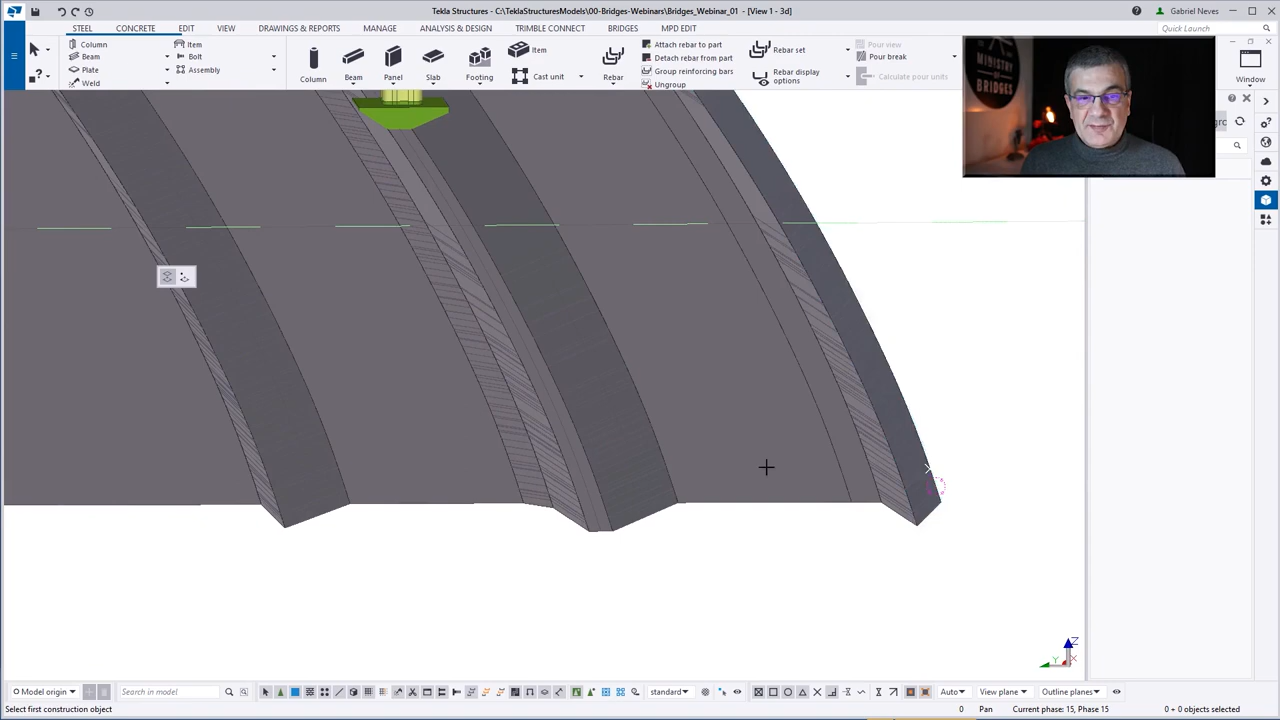 Tekla Structures - C:\TeklaStructuresModels\00-Bridges-Webinars\Bridges_Webinar_01 - [View 1 - 3d]
Gabriel Neves
STEEL CONCRETE EDIT VIEW DRAWINGS & REPORTS MANAGE ANALYSIS & DESIGN TRIMBLE CONNECT BRIDGES MPD EDIT
Quick Launch
Column
Beam
Plate
Weld
Item
Bolt
Assembly
Column
Beam
Panel
Slab
Footing
Item
Cast unit
Rebar
Attach rebar to part
Detach rebar from part
Group reinforcing bars
Ungroup
Rebar set
Rebar display
options
Pour view
Pour break
Calculate pour units
Window
MINISTRY
OF
BRIDGES
Z
Y
X
Model origin
Search in model
standard
Auto
View plane
Outline planes
Select first construction object
0
Pan
Current phase: 15, Phase 15
0 + 0 objects selected